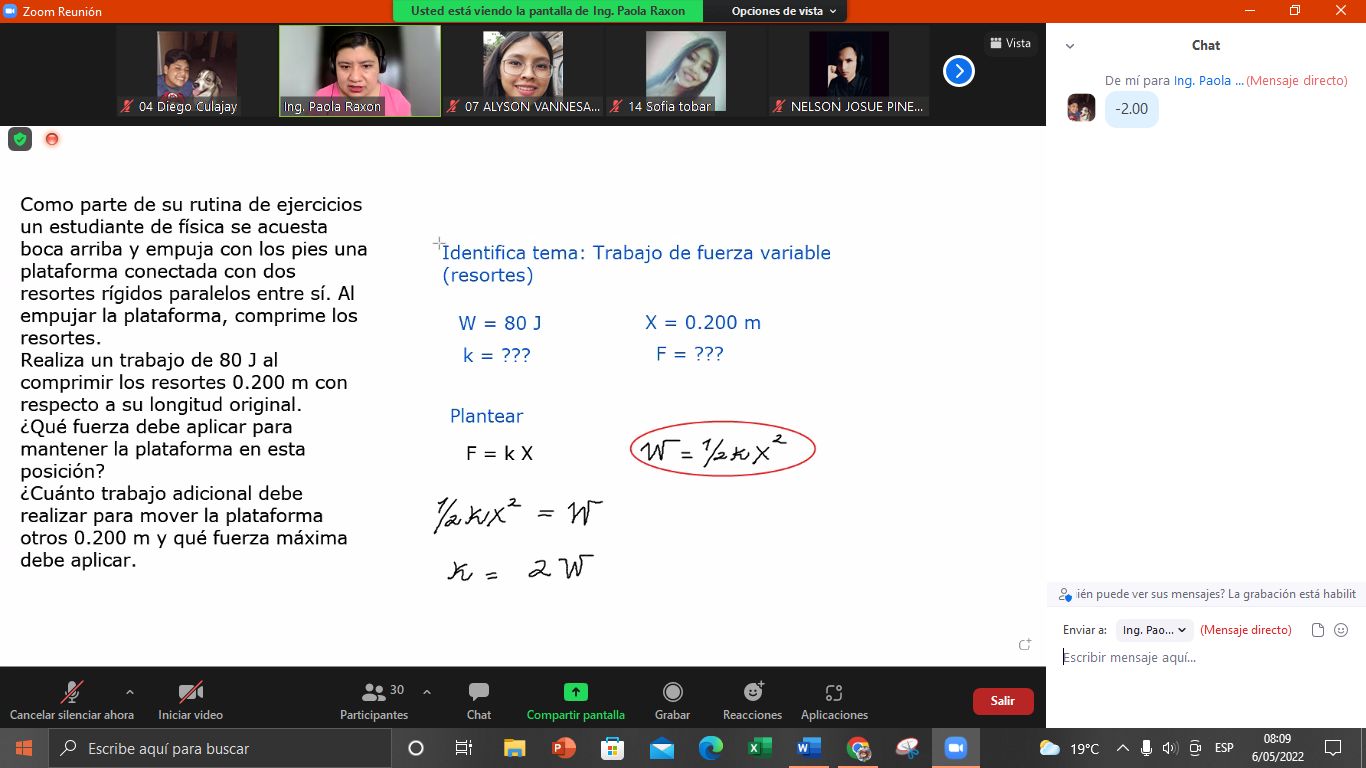 Zoom Reunión
Usted está viendo la pantalla de Ing. Paola Raxon
Opciones de vista
04 Diego Culajay
Ing. Paola Raxon
07 ALYSON VANNESA...
14 Sofia tobar
NELSON JOSUE PINE...
Vista
Chat
De mí para Ing. Paola ... (Mensaje directo)
-2.00
Como parte de su rutina de ejercicios
un estudiante de física se acuesta
boca arriba y empuja con los pies una
plataforma conectada con dos
resortes rígidos paralelos entre sí. Al
empujar la plataforma, comprime los
resortes.
Realiza un trabajo de 80 J al
comprimir los resortes 0.200 m con
respecto a su longitud original.
¿Qué fuerza debe aplicar para
mantener la plataforma en esta
posición?
¿Cuánto trabajo adicional debe
realizar para mover la plataforma
otros 0.200 m y qué fuerza máxima
debe aplicar.
Identifica tema: Trabajo de fuerza variable
(resortes)
W = 80 J
X = 0.200 m
k = ???
F = ???
Plantear
F = k X
W = 1/2 k X²
1/2 k x² = W
k = 2 W
ién puede ver sus mensajes? La grabación está habilit
Enviar a: Ing. Pao... (Mensaje directo)
Escribir mensaje aquí...
Cancelar silenciar ahora
Iniciar video
30
Participantes
Chat
Compartir pantalla
Grabar
Reacciones
Aplicaciones
Salir
Escribe aquí para buscar
19°C
ESP
08:09
6/05/2022